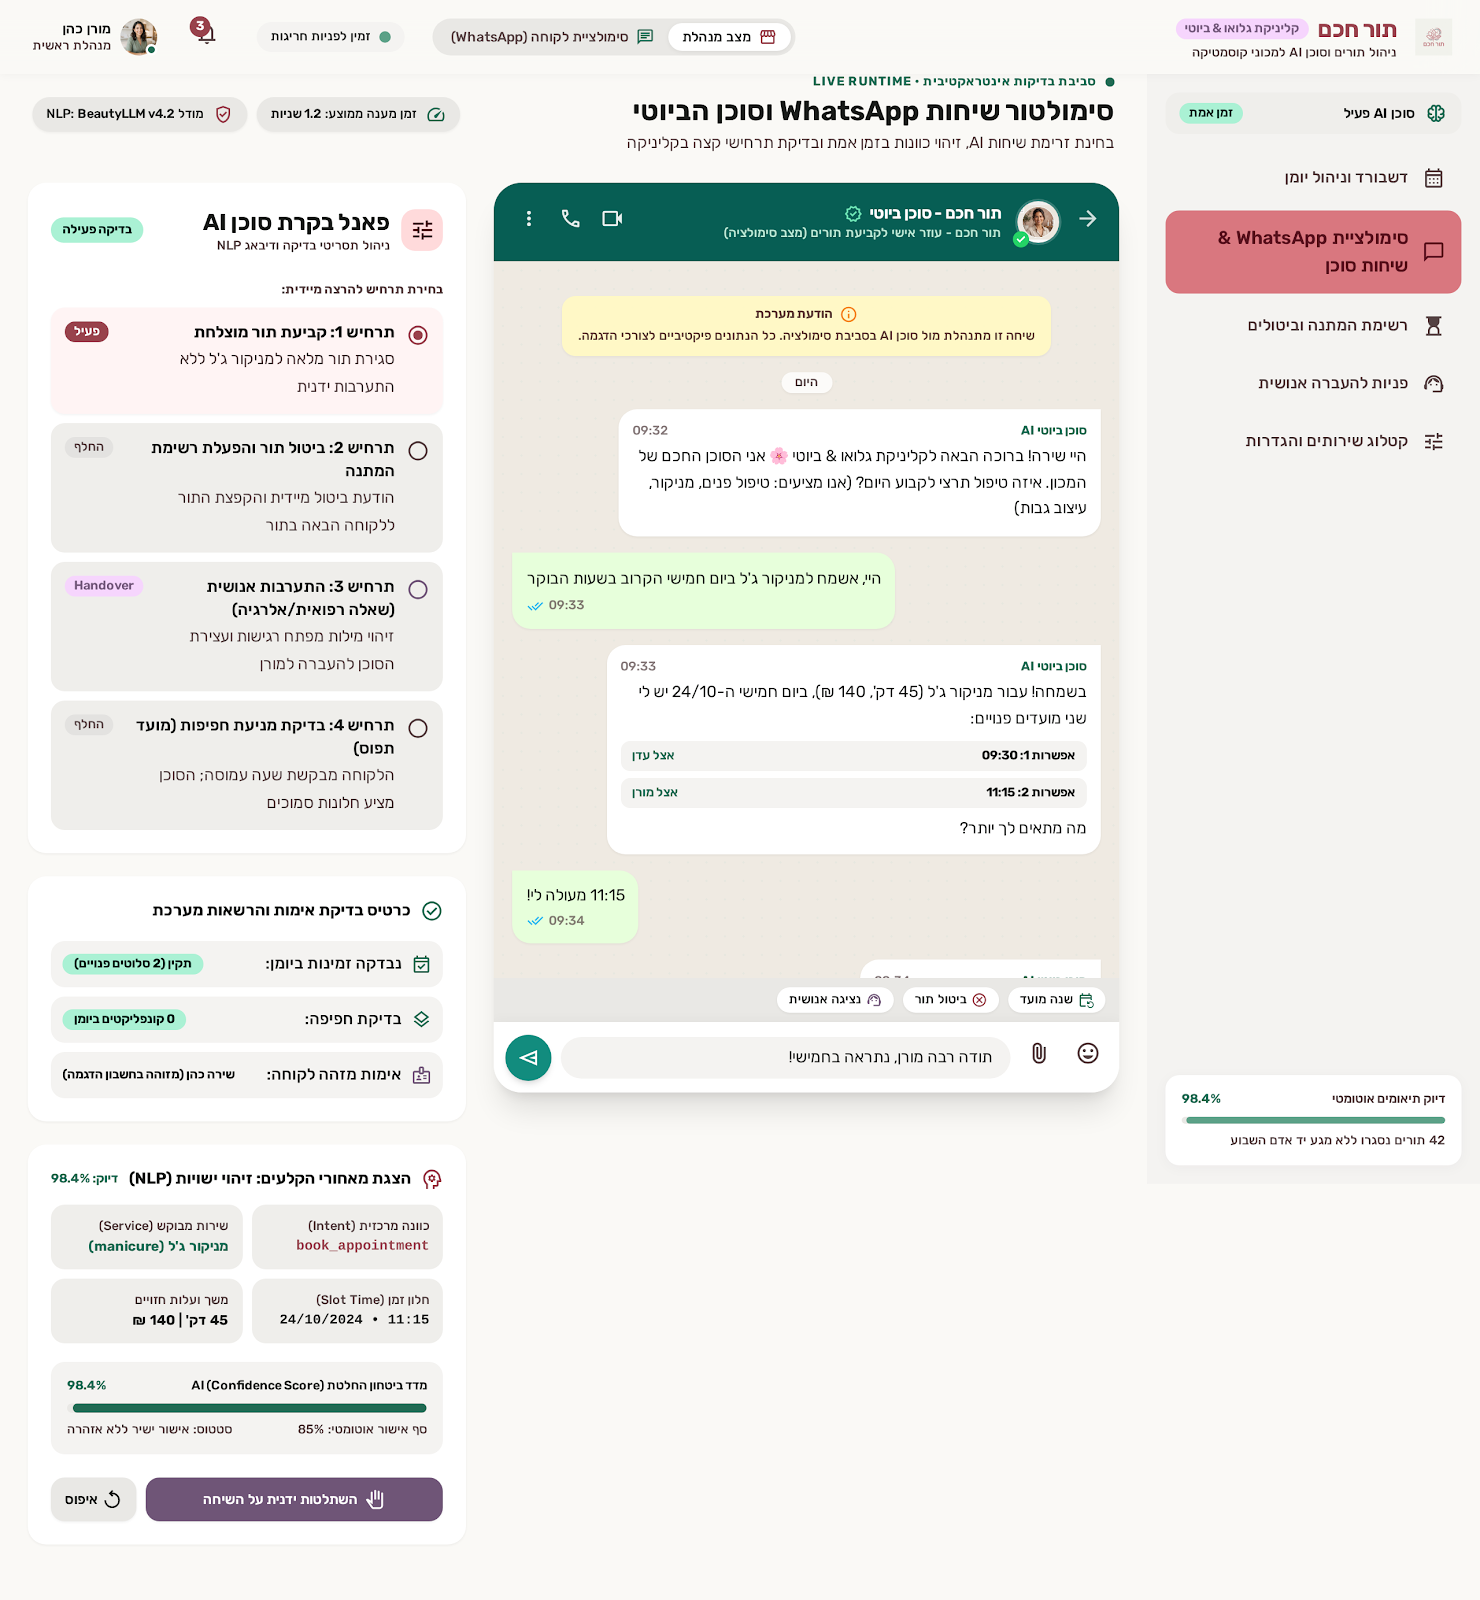 תור חכם
קליניקת גלואו & ביוטי
ניהול תורים וסוכן AI למכוני קוסמטיקה
מצב מנהלת
סימולציית לקוחה (WhatsApp)
זמין לפניות חריגות
3
מורן כהן
מנהלת ראשית
סוכן AI פעיל
זמן אמת
דשבורד וניהול יומן
סימולציית WhatsApp &
שיחות סוכן
רשימת המתנה וביטולים
פניות להעברה אנושית
קטלוג שירותים והגדרות
דיוק תיאומים אוטומטי
98.4%
42 תורים נסגרו ללא מגע יד אדם השבוע
סביבת בדיקות אינטראקטיבית • LIVE RUNTIME
סימולטור שיחות WhatsApp וסוכן הביוטי
בחינת זרימת שיחות AI, זיהוי כוונות בזמן אמת ובדיקת תרחישי קצה בקליניקה
זמן מענה ממוצע: 1.2 שניות
מודל NLP: BeautyLLM v4.2
תור חכם - סוכן ביוטי
תור חכם - עוזר אישי לקביעת תורים (מצב סימולציה)
הודעת מערכת
שיחה זו מתנהלת מול סוכן AI בסביבת סימולציה. כל הנתונים פיקטיביים לצורכי הדגמה.
היום
סוכן ביוטי AI
09:32
היי שירה! ברוכה הבאה לקליניקת גלואו & ביוטי 🌸 אני הסוכן החכם של
המכון. איזה טיפול תרצי לקבוע היום? (אנו מציעים: טיפול פנים, מניקור,
עיצוב גבות)
היי, אשמח למניקור ג'ל ביום חמישי הקרוב בשעות הבוקר
09:33
סוכן ביוטי AI
09:33
בשמחה! עבור מניקור ג'ל (45 דק', 140 ₪), ביום חמישי ה-24/10 יש לי
שני מועדים פנויים:
אפשרות 1: 09:30
אצל עדן
אפשרות 2: 11:15
אצל מורן
מה מתאים לך יותר?
11:15 מעולה לי!
09:34
שנה מועד
ביטול תור
נציגה אנושית
תודה רבה מורן, נתראה בחמישי!
פאנל בקרת סוכן AI
ניהול תסריטי בדיקה ודיבאג NLP
בדיקה פעילה
בחירת תרחיש להרצה מיידית:
תרחיש 1: קביעת תור מוצלחת
פעיל
סגירת תור מלאה למניקור ג'ל ללא
התערבות ידנית
תרחיש 2: ביטול תור והפעלת רשימת
המתנה
החלף
הודעת ביטול מיידית והקפצת התור
ללקוחה הבאה בתור
תרחיש 3: התערבות אנושית
(שאלה רפואית/אלרגיה)
Handover
זיהוי מילות מפתח רגישות ועצירת
הסוכן להעברה למורן
תרחיש 4: בדיקת מניעת חפיפות (מועד
תפוס)
החלף
הלקוחה מבקשת שעה עמוסה; הסוכן
מציע חלונות סמוכים
כרטיס בדיקת אימות והרשאות מערכת
נבדקה זמינות ביומן:
תקין (2 סלוטים פנויים)
בדיקת חפיפה:
0 קונפליקטים ביומן
אימות מזהה לקוחה:
שירה כהן (מזוהה בחשבון הדגמה)
הצגת מאחורי הקלעים: זיהוי ישויות (NLP)
דיוק: 98.4%
כוונה מרכזית (Intent)
book_appointment
שירות מבוקש (Service)
מניקור ג'ל (manicure)
חלון זמן (Slot Time)
24/10/2024 • 11:15
משך ועלות חזויים
45 דק' | 140 ₪
מדד ביטחון החלטת AI (Confidence Score)
98.4%
סף אישור אוטומטי: 85%
סטטוס: אישור ישיר ללא אזהרה
השתלטות ידנית על השיחה
איפוס